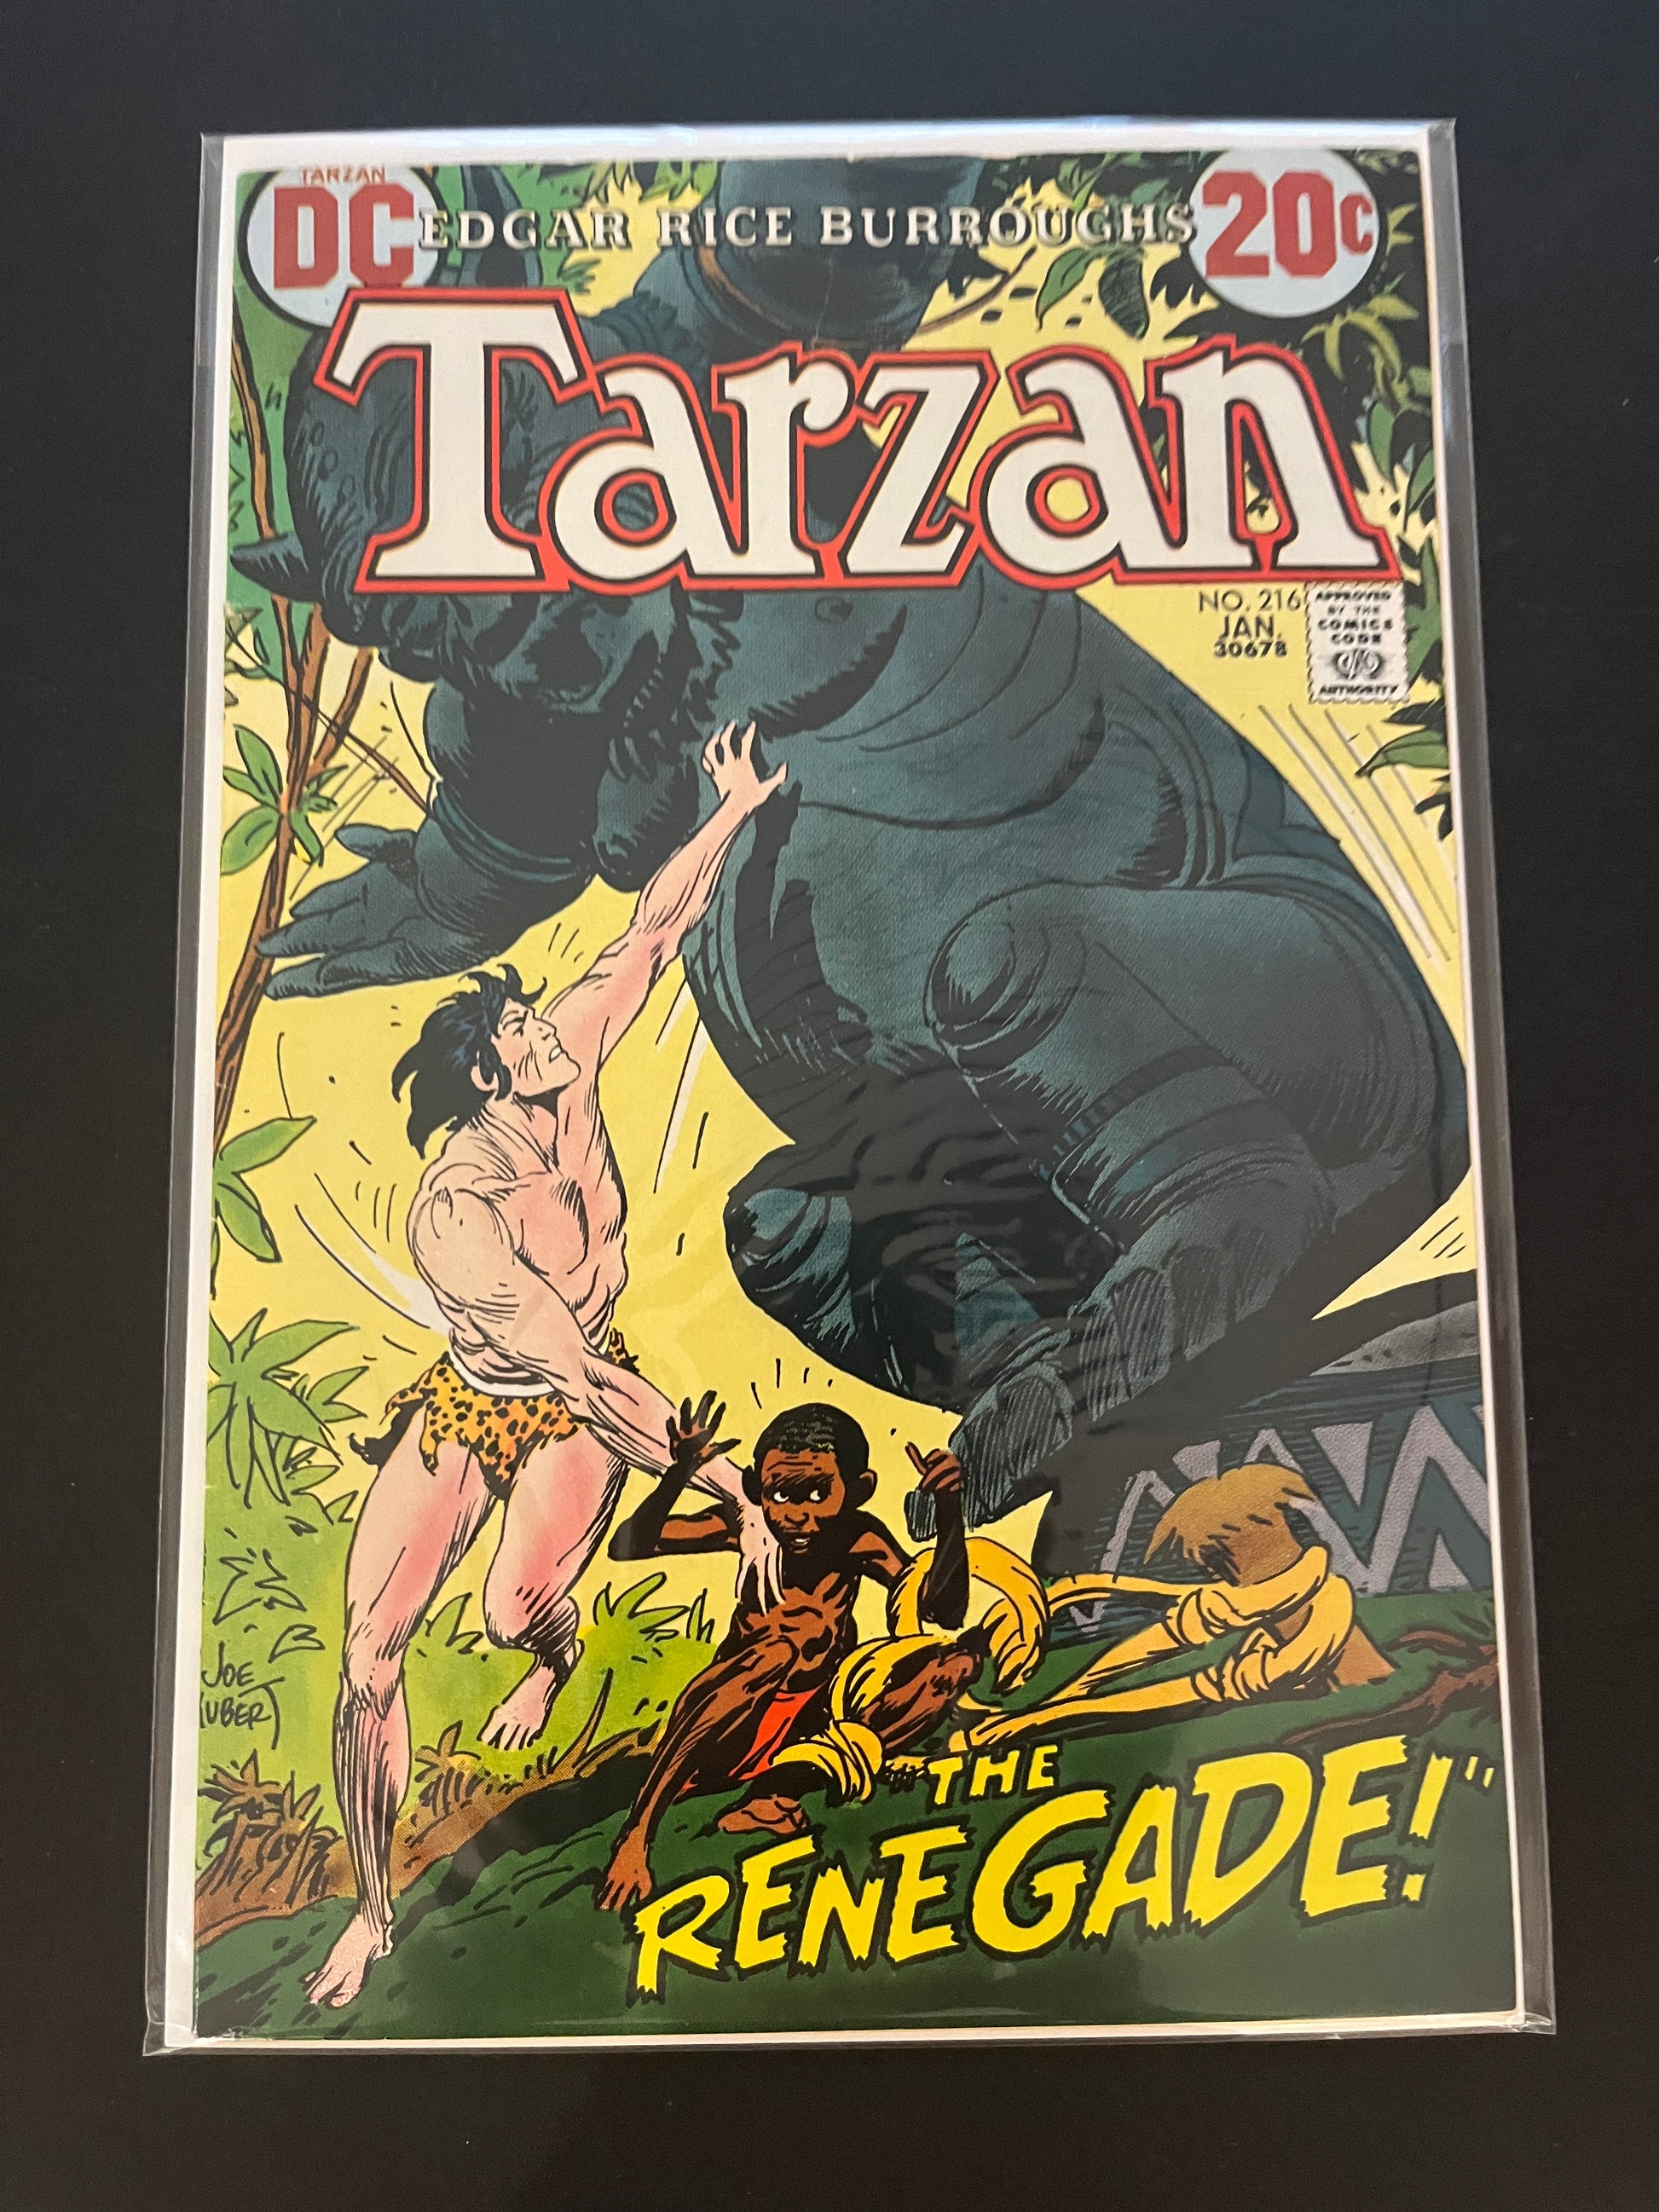 TARZAN
DC
EDGAR RICE BURROUGHS
20c
Tarzan
NO. 216
JAN.
30678
APPROVED
BY THE
COMICS
CODE
CA
AUTHORITY
JOE
KUBERT
THE
RENEGADE!"